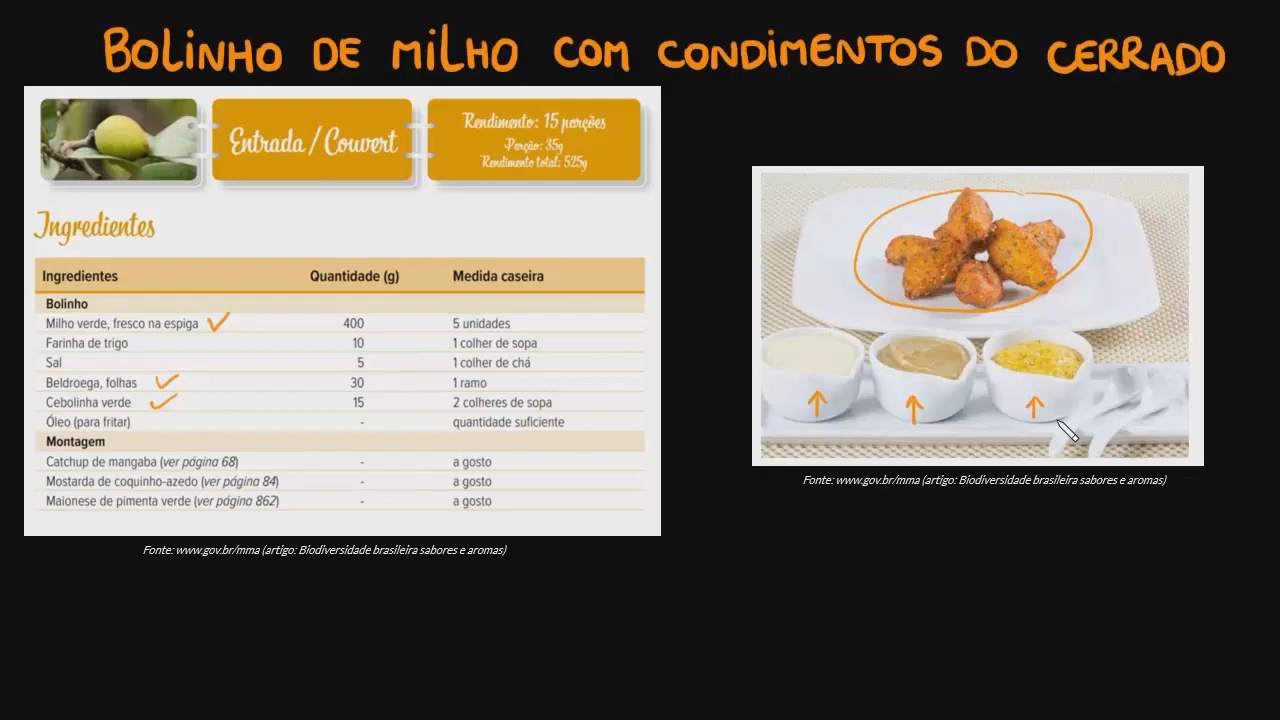 BOLINHO DE MILHO COM CONDIMENTOS DO CERRADO
Entrada / Couvert
Rendimento: 15 porções
Porção: 35g
Rendimento total: 525g
Ingredientes
Ingredientes Quantidade (g) Medida caseira
Bolinho
Milho verde, fresco na espiga 400 5 unidades
Farinha de trigo 10 1 colher de sopa
Sal 5 1 colher de chá
Beldroega, folhas 30 1 ramo
Cebolinha verde 15 2 colheres de sopa
Óleo (para fritar) - quantidade suficiente
Montagem
Catchup de mangaba (ver página 68) - a gosto
Mostarda de coquinho-azedo (ver página 84) - a gosto
Maionese de pimenta verde (ver página 862) - a gosto
Fonte: www.gov.br/mma (artigo: Biodiversidade brasileira sabores e aromas)
Fonte: www.gov.br/mma (artigo: Biodiversidade brasileira sabores e aromas)